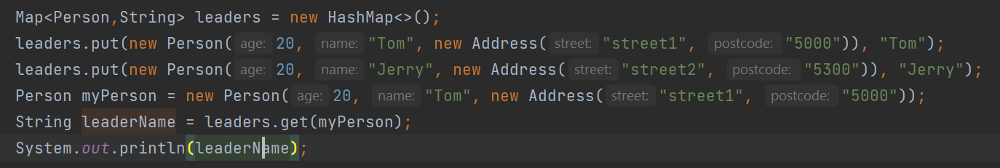 Map<Person,String> leaders = new HashMap<>();
leaders.put(new Person( age: 20, name: "Tom", new Address( street: "street1", postcode: "5000")), "Tom");
leaders.put(new Person( age: 20, name: "Jerry", new Address( street: "street2", postcode: "5300")), "Jerry");
Person myPerson = new Person( age: 20, name: "Tom", new Address( street: "street1", postcode: "5000"));
String leaderName = leaders.get(myPerson);
System.out.println(leaderName);